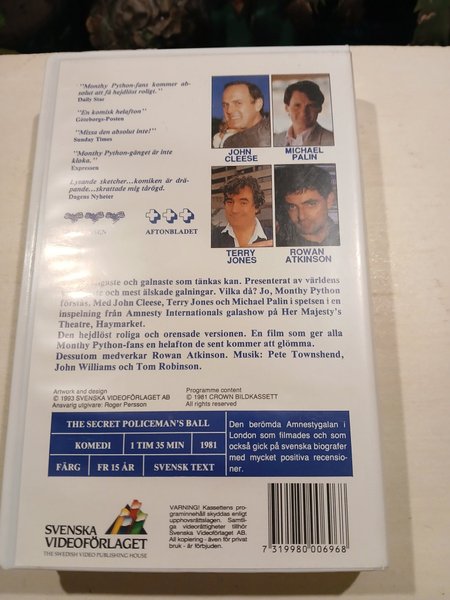 "Monthy Python-fans kommer ab-
solut att få hejdlöst roligt."
Daily Star
"En komisk helafton"
Göteborgs-Posten
"Missa den absolut inte!"
Sunday Times
"Monthy Python-gänget är inte
kloka."
Expressen
Lysande sketcher...komiken är drä-
pande...skrattade mig tårögd.
Dagens Nyheter
AFTONBLADET
JOHN
CLEESE
MICHAEL
PALIN
TERRY
JONES
ROWAN
ATKINSON
igaste och galnaste som tänkas kan. Presenterat av världens
och mest älskade galningar. Vilka då? Jo, Monthy Python
förstås. Med John Cleese, Terry Jones och Michael Palin i spetsen i en
inspelning från Amnesty Internationals galashow på Her Majesty's
Theatre, Haymarket.
Den hejdlöst roliga och orensade versionen. En film som ger alla
Monthy Python-fans en helafton de sent kommer att glömma.
Dessutom medverkar Rowan Atkinson. Musik: Pete Townshend,
John Williams och Tom Robinson.
Artwork and design
© 1993 SVENSKA VIDEOFÖRLAGET AB
Ansvarig utgivare: Roger Persson
Programme content
© 1981 CROWN BILDKASSETT
All rights reserved
THE SECRET POLICEMAN'S BALL
KOMEDI 1 TIM 35 MIN 1981
FÄRG FR 15 ÅR SVENSK TEXT
Den berömda Amnestygalan i
London som filmades och som
också gick på svenska biografer
med mycket positiva recensio-
ner.
SVENSKA
VIDEOFÖRLAGET
THE SWEDISH VIDEO PUBLISHING HOUSE
VARNING! Kassettens pro-
graminnehåll skyddas enligt
upphovsrättslagen. Samtli-
ga videorättigheter tillhör
Svenska Videoförlaget AB.
All kopiering - även för privat
bruk - är förbjuden.
7 319980 006968